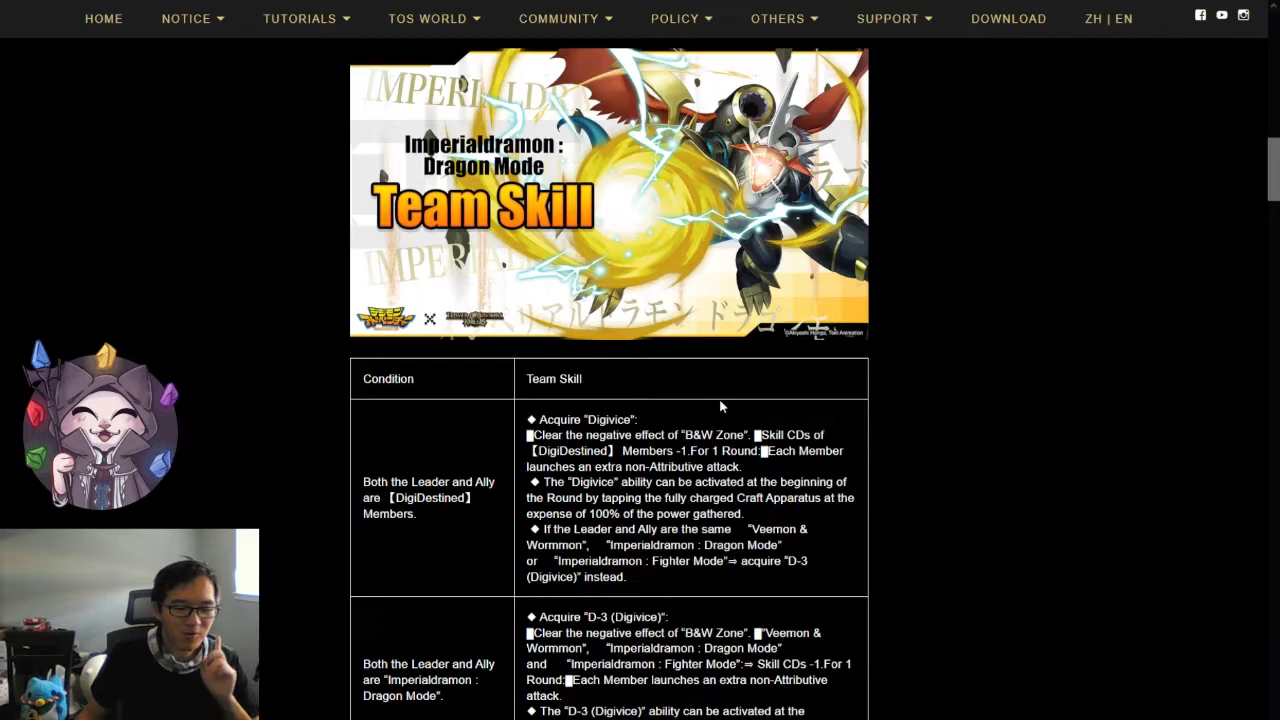 HOME NOTICE TUTORIALS TOS WORLD COMMUNITY POLICY OTHERS SUPPORT DOWNLOAD ZH | EN
Imperialdramon :
Dragon Mode
Team Skill
Condition
Team Skill
Both the Leader and Ally
are 【DigiDestined】
Members.
◆ Acquire “Digivice”:
█Clear the negative effect of “B&W Zone”. █Skill CDs of
【DigiDestined】 Members -1.For 1 Round:█Each Member
launches an extra non-Attributive attack.
◆ The “Digivice” ability can be activated at the beginning of
the Round by tapping the fully charged Craft Apparatus at the
expense of 100% of the power gathered.
◆ If the Leader and Ally are the same “Veemon &
Wormmon”, “Imperialdramon : Dragon Mode”
or “Imperialdramon : Fighter Mode”⇒ acquire “D-3
(Digivice)” instead.
Both the Leader and Ally
are “Imperialdramon :
Dragon Mode”.
◆ Acquire “D-3 (Digivice)”:
█Clear the negative effect of “B&W Zone”. █“Veemon &
Wormmon”, “Imperialdramon : Dragon Mode”
and “Imperialdramon : Fighter Mode”:⇒ Skill CDs -1.For 1
Round:█Each Member launches an extra non-Attributive
attack.
◆ The “D-3 (Digivice)” ability can be activated at the